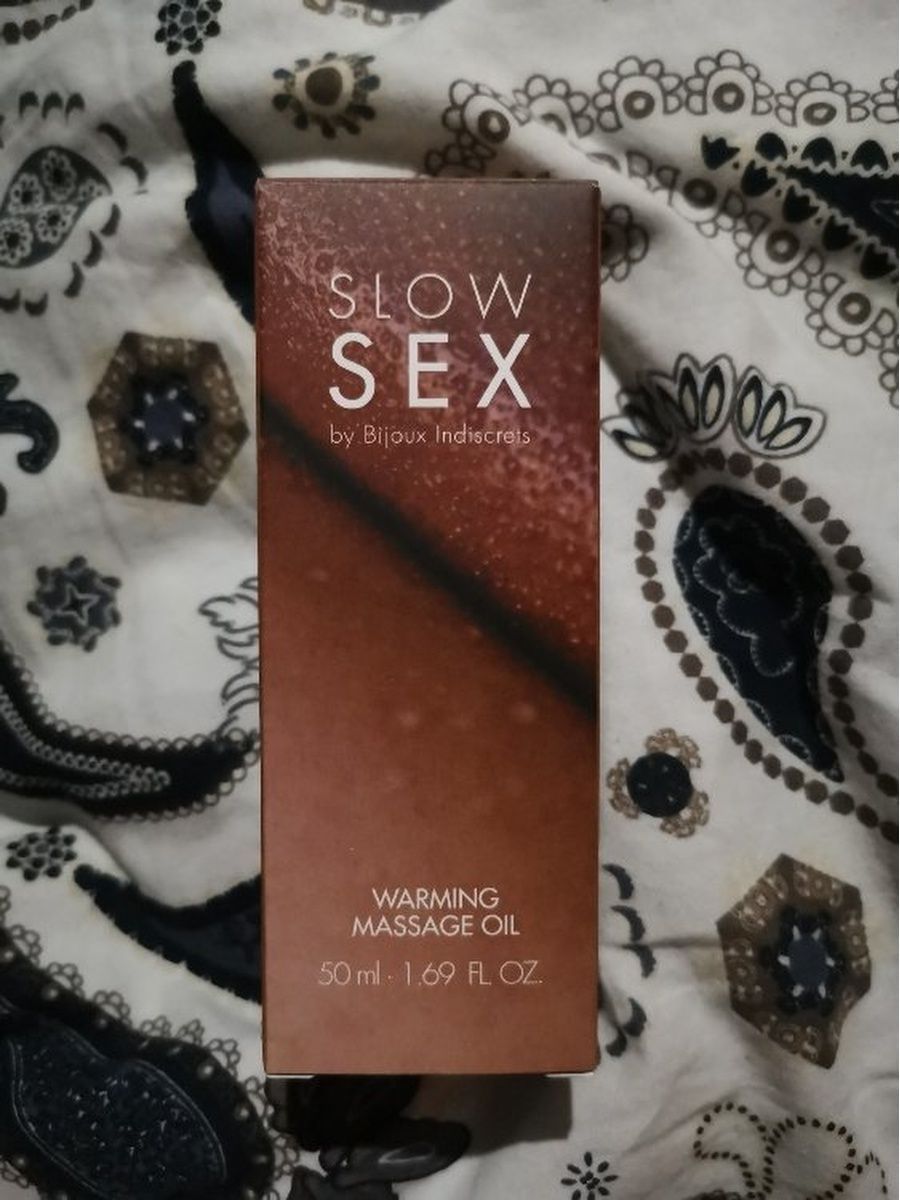 SLOW
SEX
by Bijoux Indiscrets
WARMING
MASSAGE OIL
50 ml · 1.69 FL. OZ.